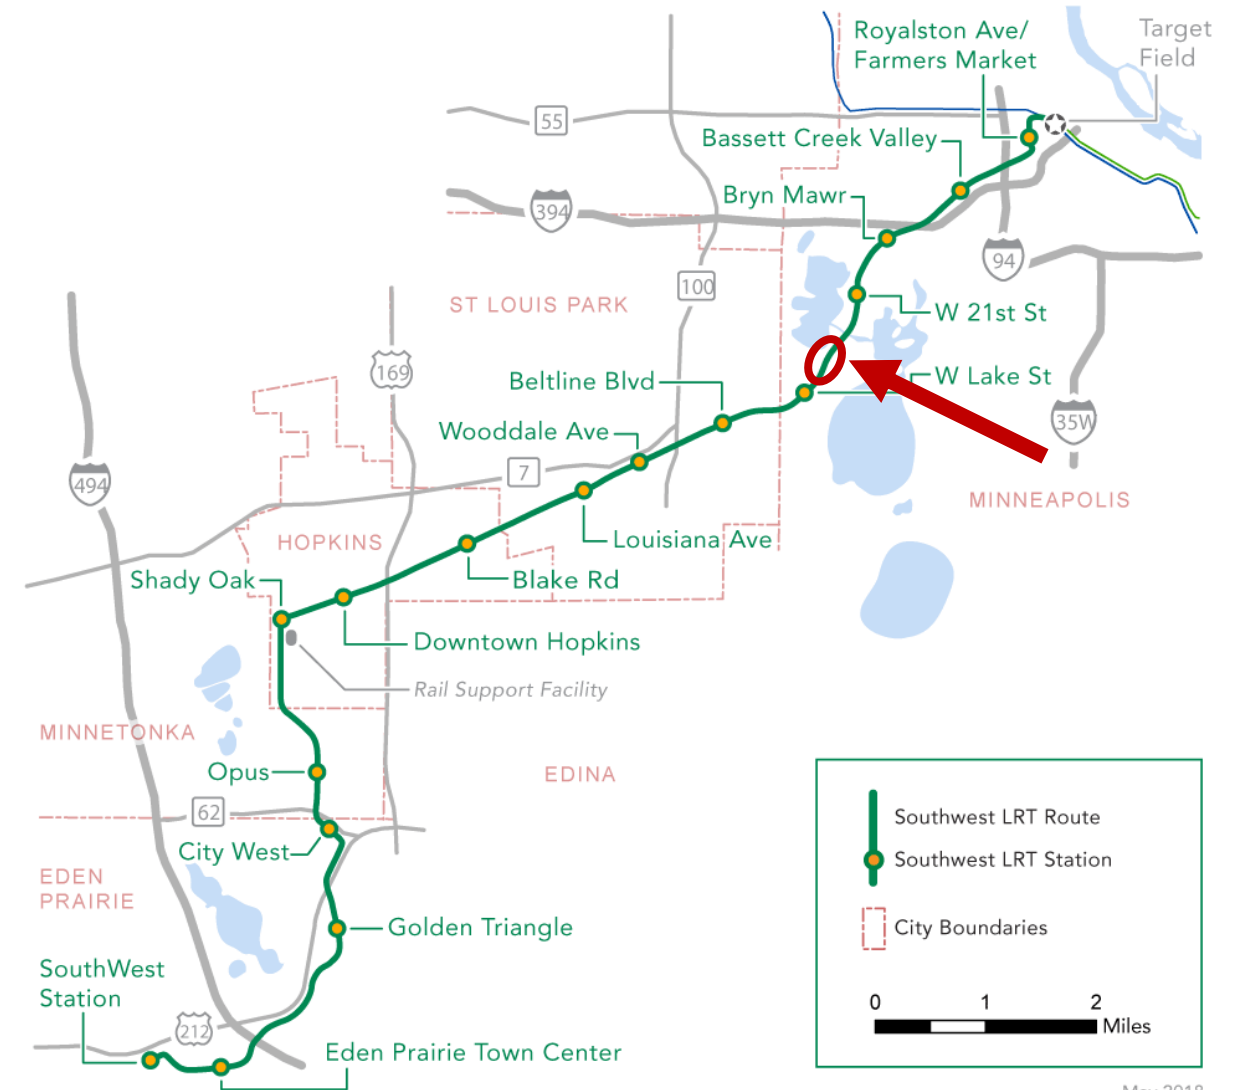 Royalston Ave/
Farmers Market
Target
Field
55
Bassett Creek Valley
Bryn Mawr
394
94
100
ST LOUIS PARK
W 21st St
169
Beltline Blvd
W Lake St
35W
Wooddale Ave
7
494
MINNEAPOLIS
HOPKINS
Louisiana Ave
Shady Oak
Blake Rd
Downtown Hopkins
Rail Support Facility
MINNETONKA
Opus
EDINA
62
City West
EDEN
PRAIRIE
Golden Triangle
SouthWest
Station
212
Eden Prairie Town Center
Southwest LRT Route
Southwest LRT Station
City Boundaries
0 1 2
Miles
May 2018